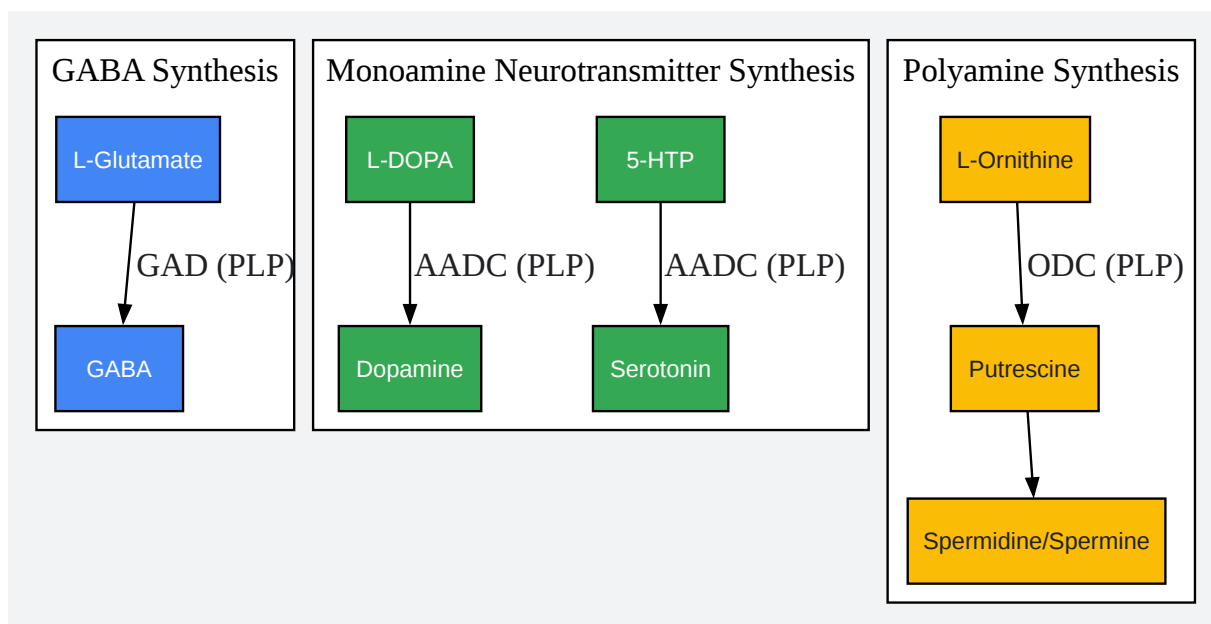 GABA Synthesis
L-Glutamate
GAD (PLP)
GABA
Monoamine Neurotransmitter Synthesis
L-DOPA
5-HTP
AADC (PLP)
AADC (PLP)
Dopamine
Serotonin
Polyamine Synthesis
L-Ornithine
ODC (PLP)
Putrescine
Spermidine/Spermine